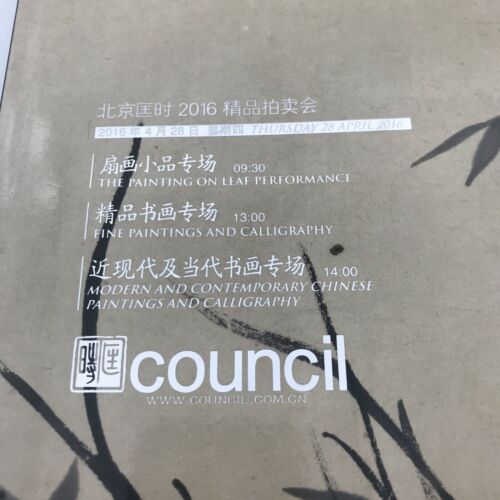 北京匡时 2016 精品拍卖会
2016 年 4 月 28 日 星期四 THURSDAY 28 APRIL 2016
扇画小品专场 09:30
THE PAINTING ON LEAF PERFORMANCE
精品书画专场 13:00
FINE PAINTINGS AND CALLIGRAPHY
近现代及当代书画专场 14:00
MODERN AND CONTEMPORARY CHINESE
PAINTINGS AND CALLIGRAPHY
council
WWW.COUNCIL.COM.CN